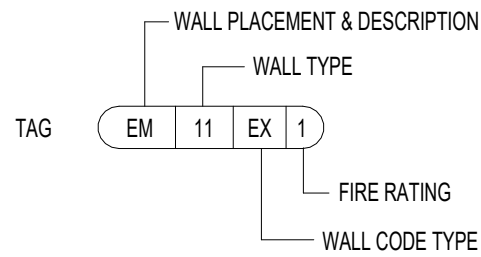 WALL PLACEMENT & DESCRIPTION
WALL TYPE
TAG EM 11 EX 1
FIRE RATING
WALL CODE TYPE